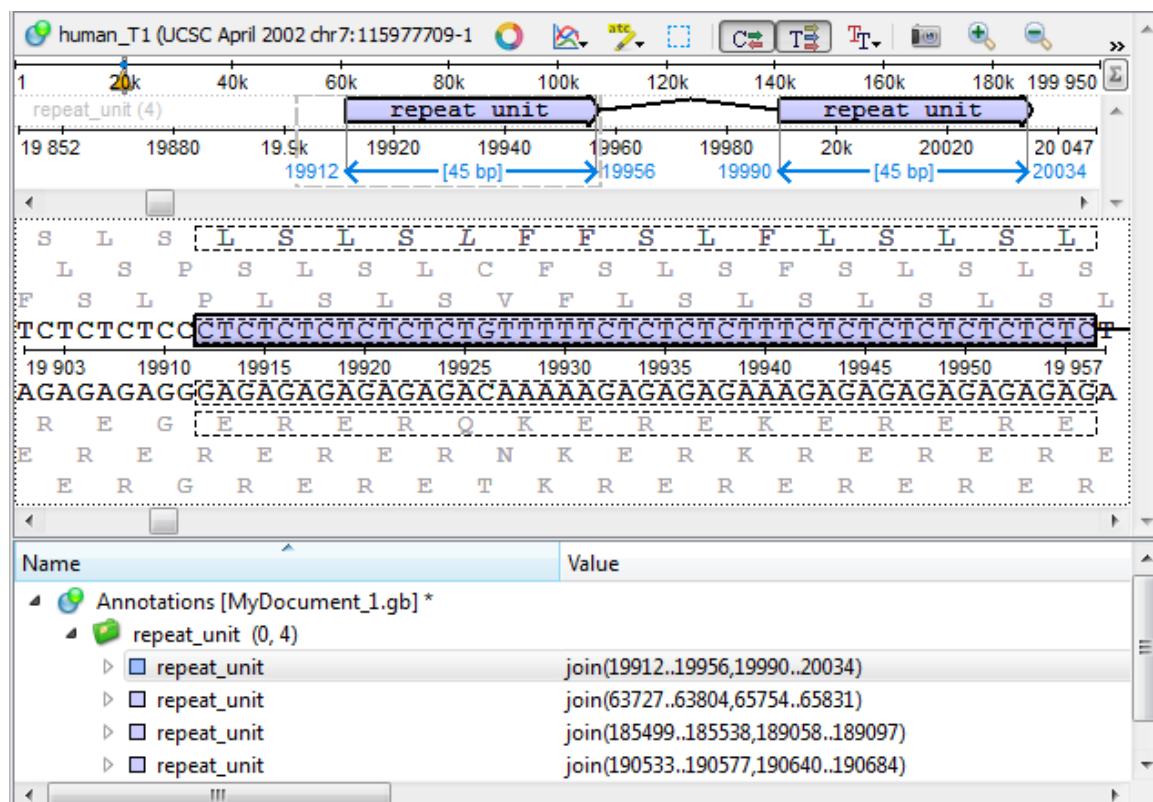 human_T1 (UCSC April 2002 chr7:115977709-1
1 20k 40k 60k 80k 100k 120k 140k 160k 180k 199 950 Σ
repeat_unit (4) repeat unit repeat unit
19 852 19880 19.9k 19920 19940 19960 19980 20k 20020 20 047
19912 [45 bp] 19956 19990 [45 bp] 20034
S L S L S L S L F F S L F L S L S L
L S P S L S L C F S L S F S L S L S
F S L P L S L S V F L S L S L S L S L
TCTCTCTCCCTCTCTCTCTCTCTGTTTTTCTCTCTCTTTCTCTCTCTCTCTCTCT
19 903 19910 19915 19920 19925 19930 19935 19940 19945 19950 19 957
AGAGAGAGGGAGAGAGAGAGAGACAAAAAGAGAGAGAAAGAGAGAGAGAGAGAGA
R E G E R E R Q K E R E K E R E R E
E R E R E R E R N K E R K R E R E R E
E R G R E R E T K R E R E R E R E R
Name Value
Annotations [MyDocument_1.gb] *
repeat_unit (0, 4)
repeat_unit join(19912..19956,19990..20034)
repeat_unit join(63727..63804,65754..65831)
repeat_unit join(185499..185538,189058..189097)
repeat_unit join(190533..190577,190640..190684)